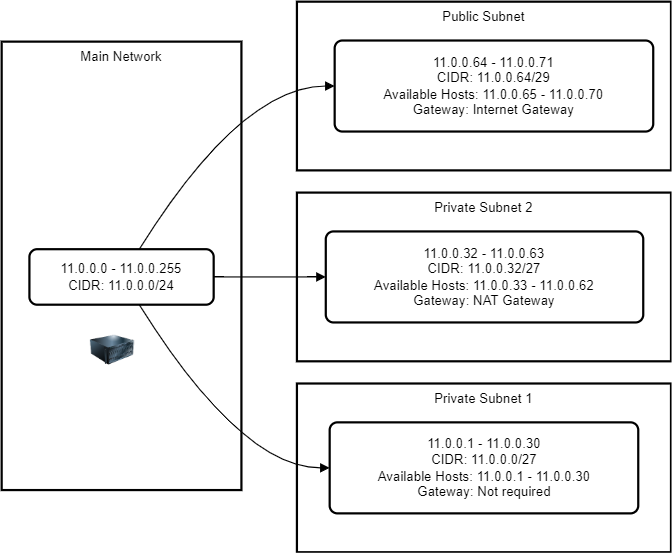 Main Network
11.0.0.0 - 11.0.0.255
CIDR: 11.0.0.0/24
Public Subnet
11.0.0.64 - 11.0.0.71
CIDR: 11.0.0.64/29
Available Hosts: 11.0.0.65 - 11.0.0.70
Gateway: Internet Gateway
Private Subnet 2
11.0.0.32 - 11.0.0.63
CIDR: 11.0.0.32/27
Available Hosts: 11.0.0.33 - 11.0.0.62
Gateway: NAT Gateway
Private Subnet 1
11.0.0.1 - 11.0.0.30
CIDR: 11.0.0.0/27
Available Hosts: 11.0.0.1 - 11.0.0.30
Gateway: Not required